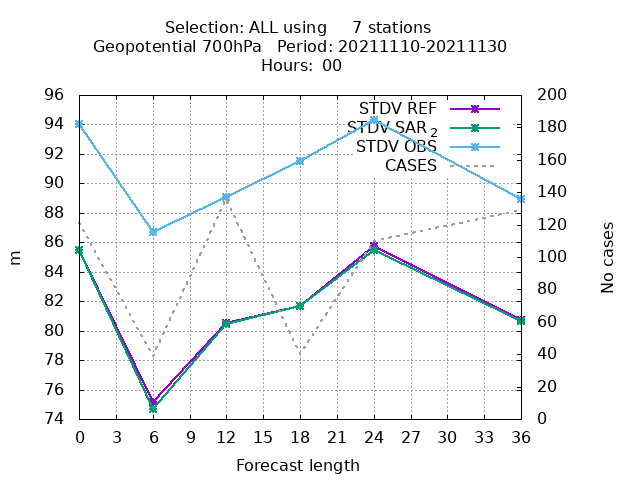 Selection: ALL using     7 stations
Geopotential 700hPa   Period: 20211110-20211130
Hours: 00
STDV REF
STDV SAR 2
STDV OBS
CASES
96
94
92
90
88
86
84
82
80
78
76
74
m
200
180
160
140
120
100
80
60
40
20
0
No cases
0 3 6 9 12 15 18 21 24 27 30 33 36
Forecast length